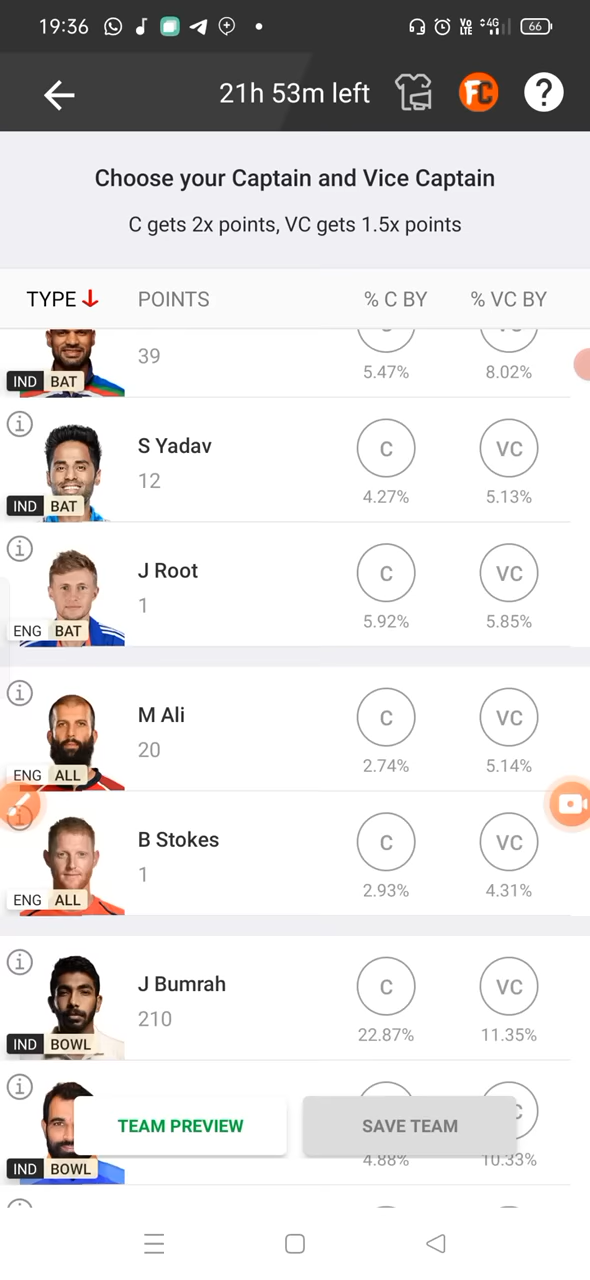 19:36 Vo LTE 4G 66
21h 53m left FC ?
Choose your Captain and Vice Captain
C gets 2x points, VC gets 1.5x points
TYPE POINTS % C BY % VC BY
39
IND BAT 5.47% 8.02%
S Yadav
C VC
12
IND BAT 4.27% 5.13%
J Root
C VC
1
ENG BAT 5.92% 5.85%
M Ali
C VC
20
ENG ALL 2.74% 5.14%
B Stokes
C VC
1
ENG ALL 2.93% 4.31%
J Bumrah
C VC
210
IND BOWL 22.87% 11.35%
TEAM PREVIEW SAVE TEAM
IND BOWL 4.88% 10.33%